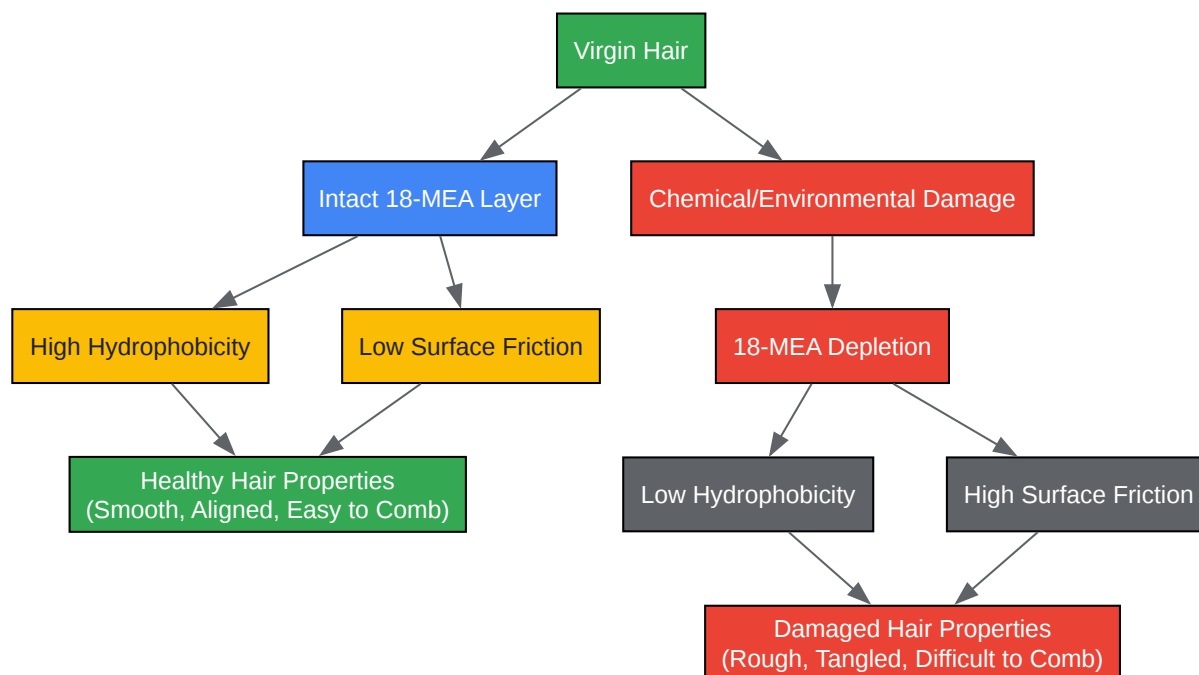 Virgin Hair
Intact 18-MEA Layer
Chemical/Environmental Damage
High Hydrophobicity
Low Surface Friction
18-MEA Depletion
Healthy Hair Properties
(Smooth, Aligned, Easy to Comb)
Low Hydrophobicity
High Surface Friction
Damaged Hair Properties
(Rough, Tangled, Difficult to Comb)